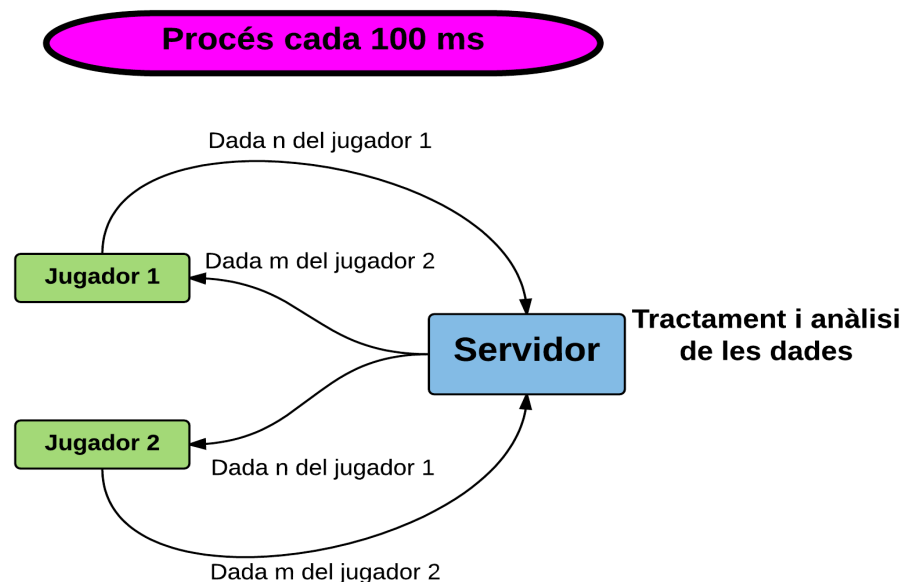 Procés cada 100 ms
Dada n del jugador 1
Dada m del jugador 2
Jugador 1
Servidor
Tractament i anàlisi
de les dades
Jugador 2
Dada n del jugador 1
Dada m del jugador 2